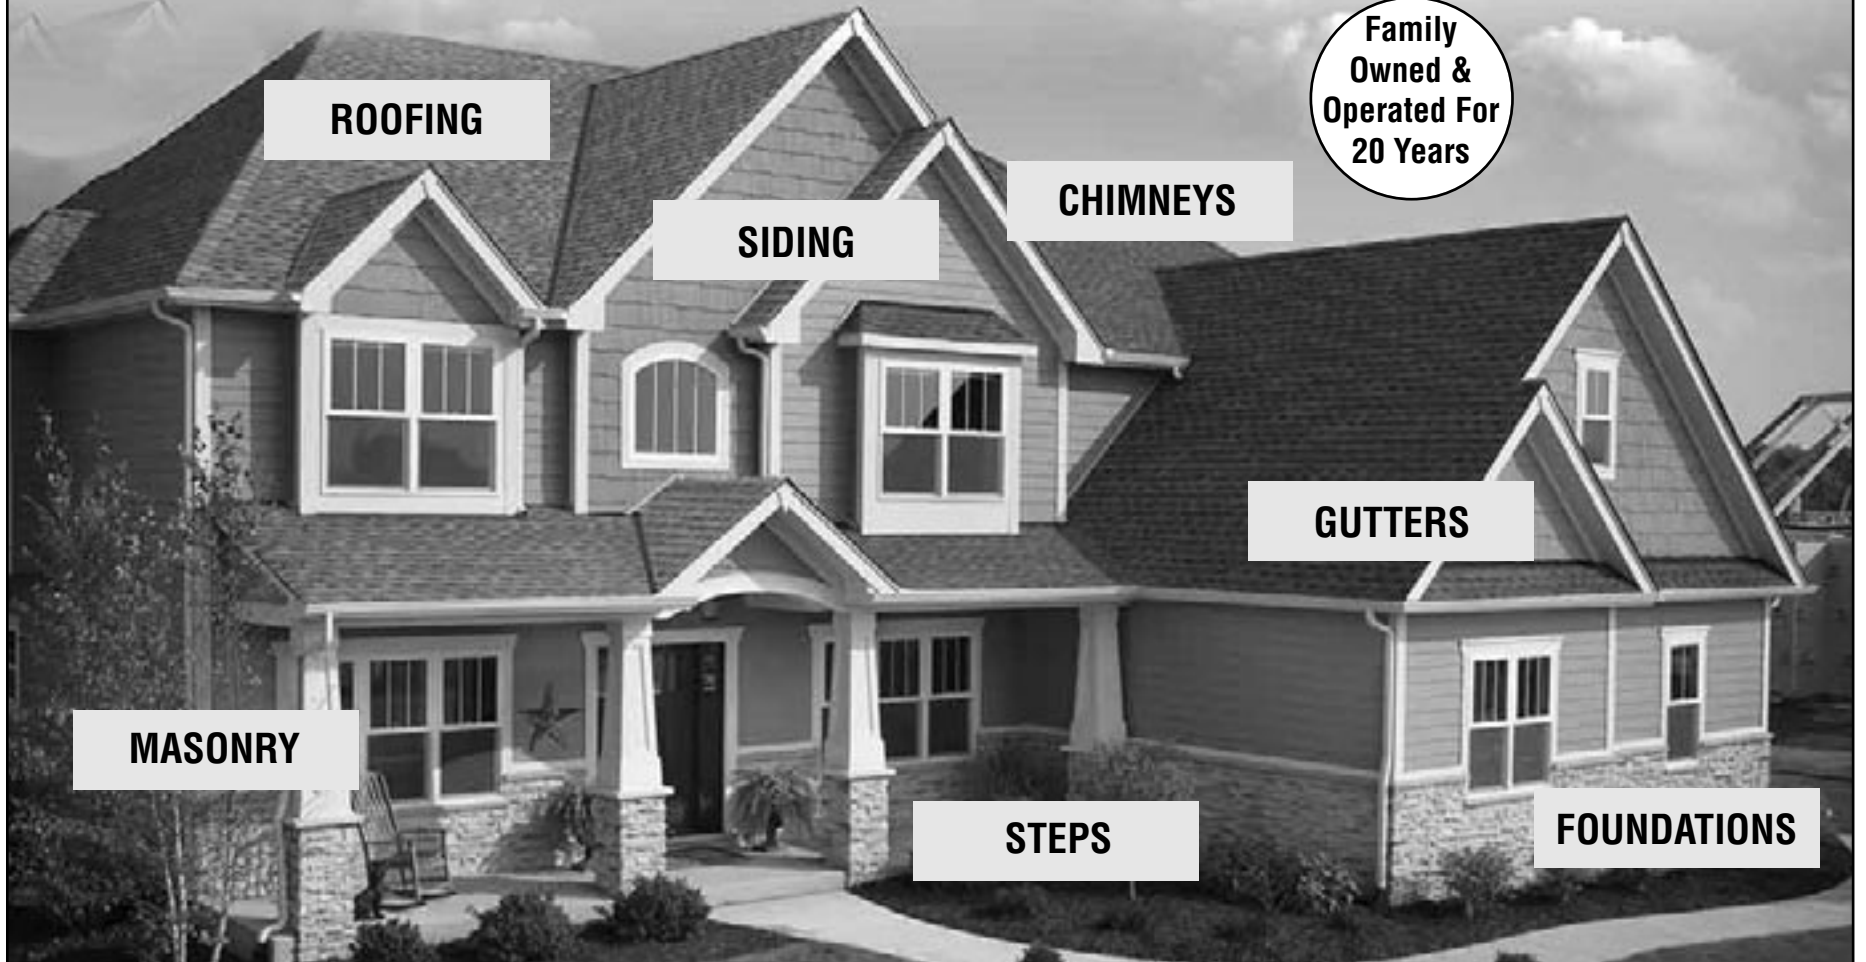 Family
Owned &
Operated For
20 Years
ROOFING
CHIMNEYS
SIDING
GUTTERS
MASONRY
STEPS
FOUNDATIONS